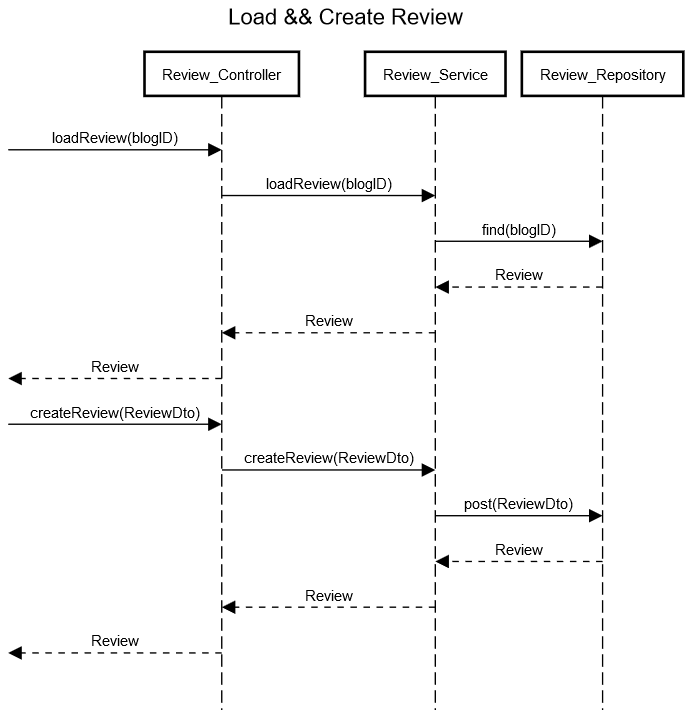 Load && Create Review
Review_Controller Review_Service Review_Repository
loadReview(blogID)
loadReview(blogID)
find(blogID)
Review
Review
Review
createReview(ReviewDto)
createReview(ReviewDto)
post(ReviewDto)
Review
Review
Review